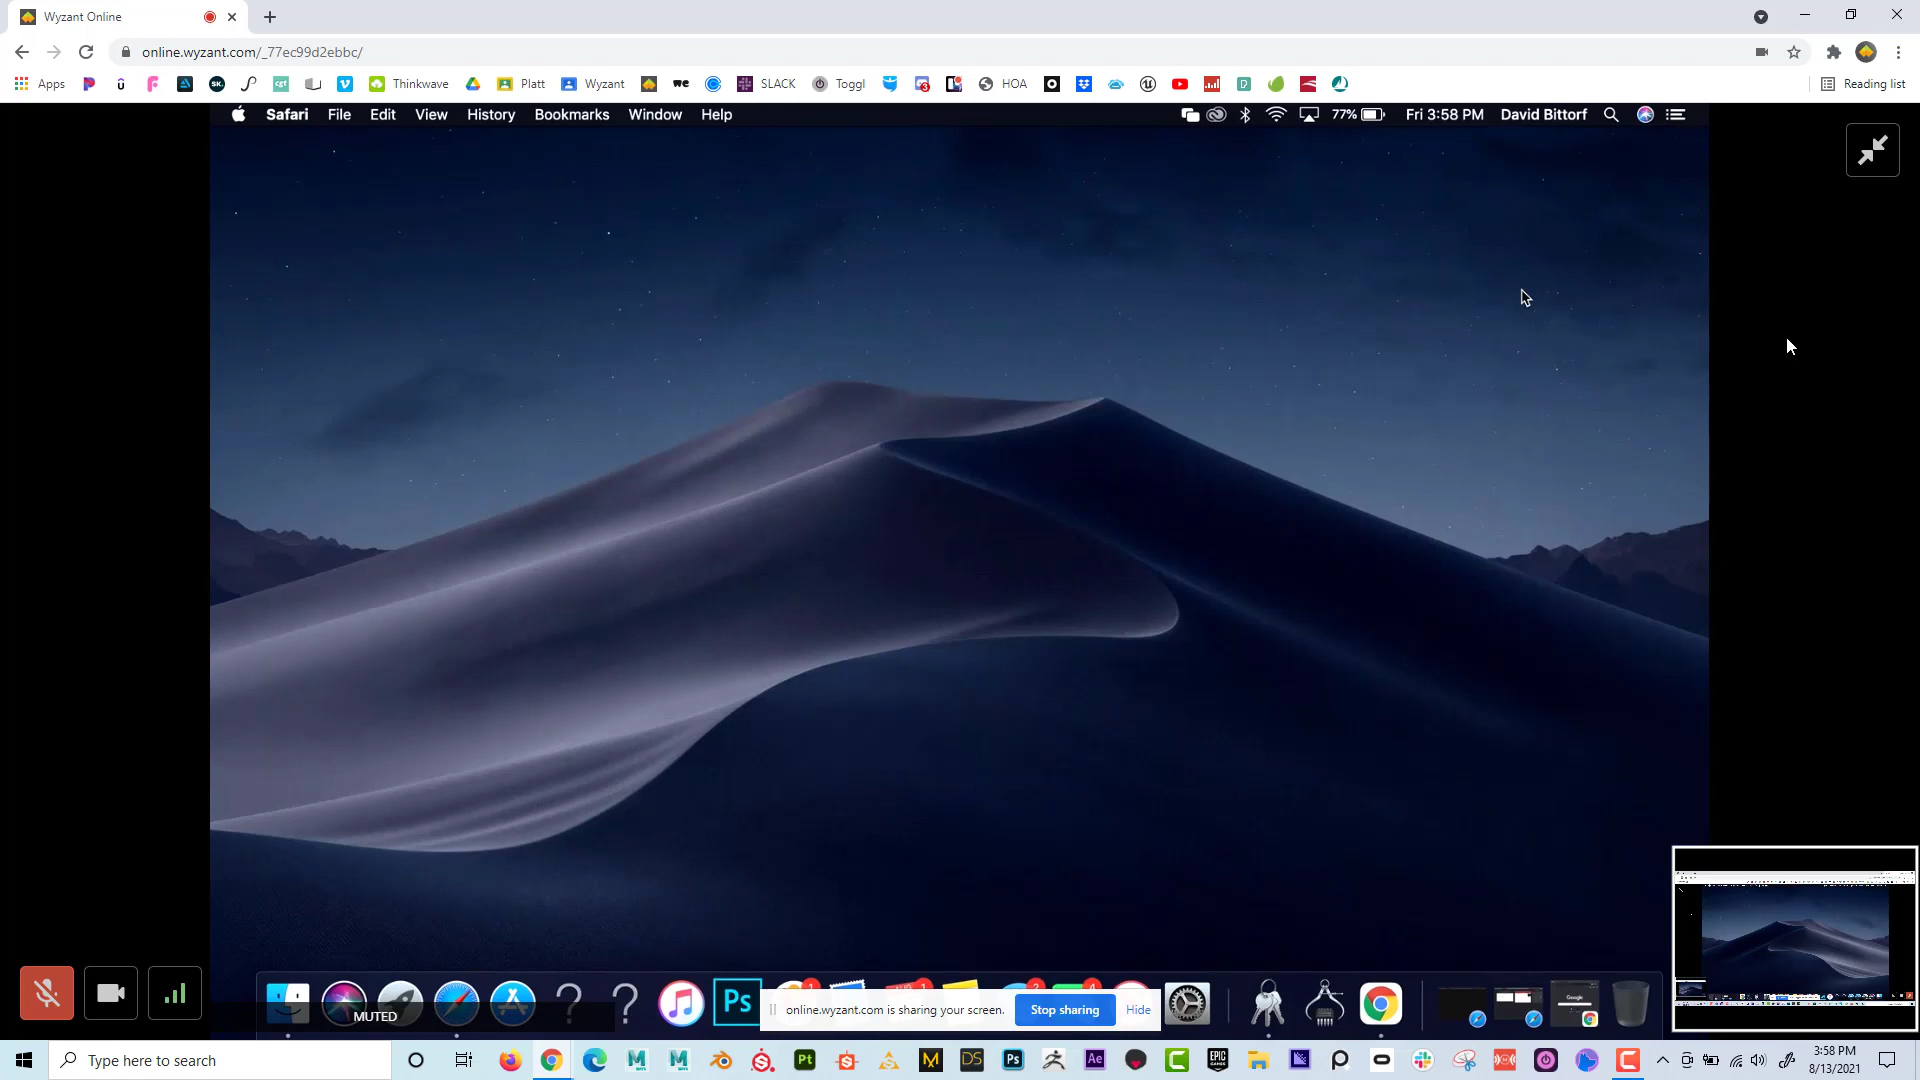 Wyzant Online
online.wyzant.com/_77ec99d2ebbc/
Apps
Thinkwave
Platt
Wyzant
SLACK
Toggl
HOA
Reading list
Safari File Edit View History Bookmarks Window Help
77% Fri 3:58 PM David Bittorf
Ps
MUTED
online.wyzant.com is sharing your screen. Stop sharing Hide
Type here to search
3:58 PM
8/13/2021